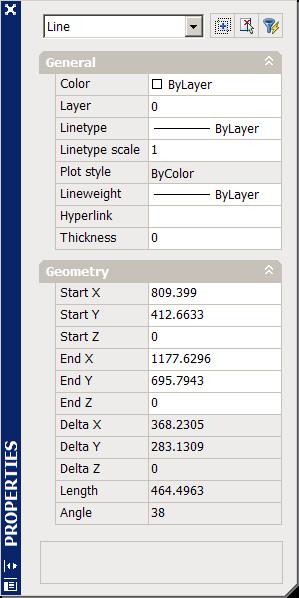 Line
General
Color ByLayer
Layer 0
Linetype ByLayer
Linetype scale 1
Plot style ByColor
Lineweight ByLayer
Hyperlink
Thickness 0
Geometry
Start X 809.399
Start Y 412.6633
Start Z 0
End X 1177.6296
End Y 695.7943
End Z 0
Delta X 368.2305
Delta Y 283.1309
Delta Z 0
Length 464.4963
Angle 38
PROPERTIES